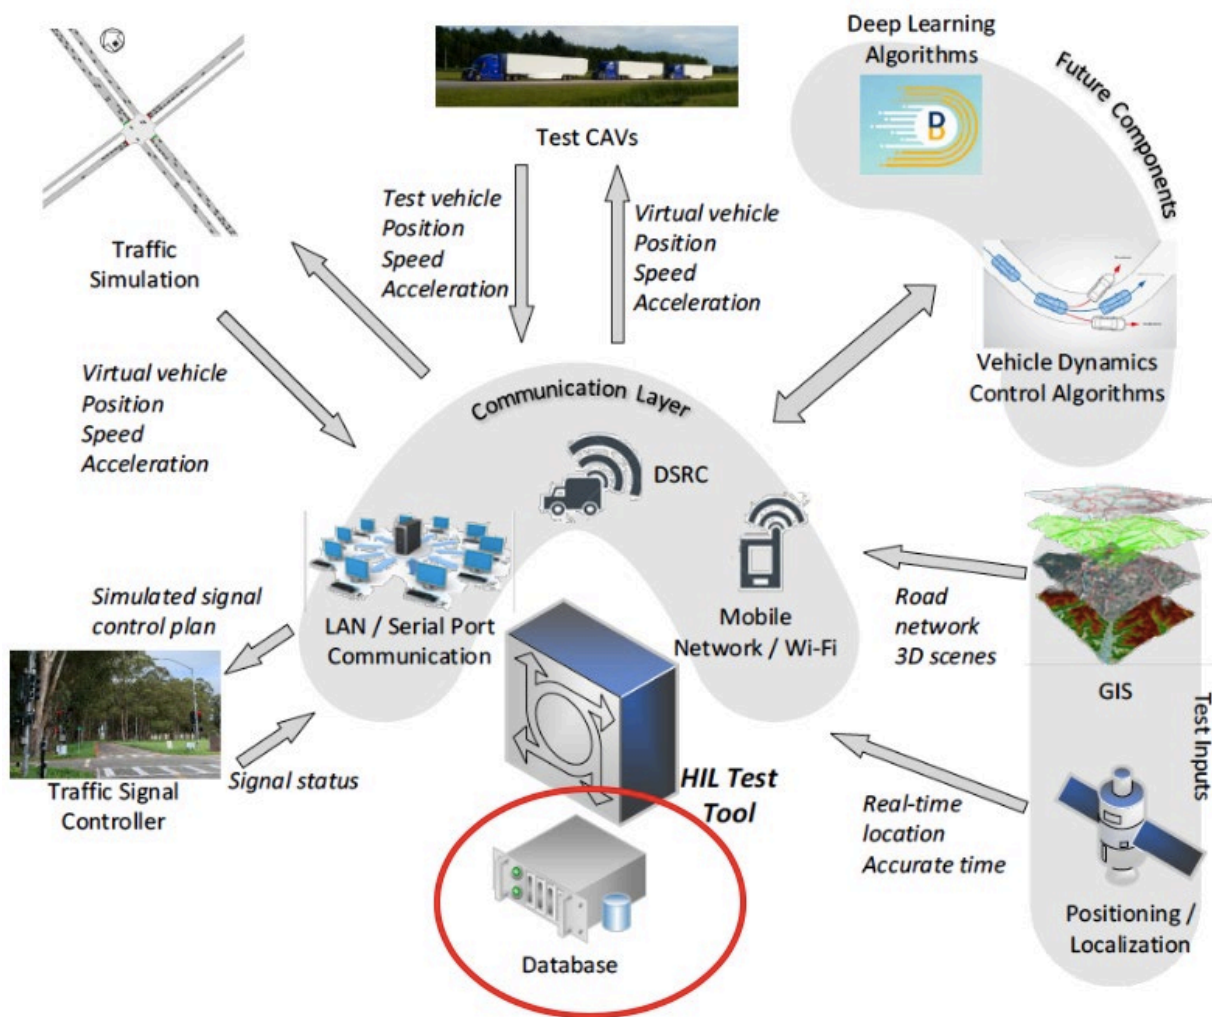 Deep Learning
Algorithms
D
D
Future Components
Test CAVs
Test vehicle
Position
Speed
Acceleration
Virtual vehicle
Position
Speed
Acceleration
Traffic
Simulation
Virtual vehicle
Position
Speed
Acceleration
Vehicle Dynamics
Control Algorithms
Communication Layer
DSRC
LAN / Serial Port
Communication
Mobile
Network / Wi-Fi
Simulated signal
control plan
Signal status
Traffic Signal
Controller
Road
network
3D scenes
GIS
Test Inputs
HIL Test
Tool
Real-time
location
Accurate time
Positioning /
Localization
Database